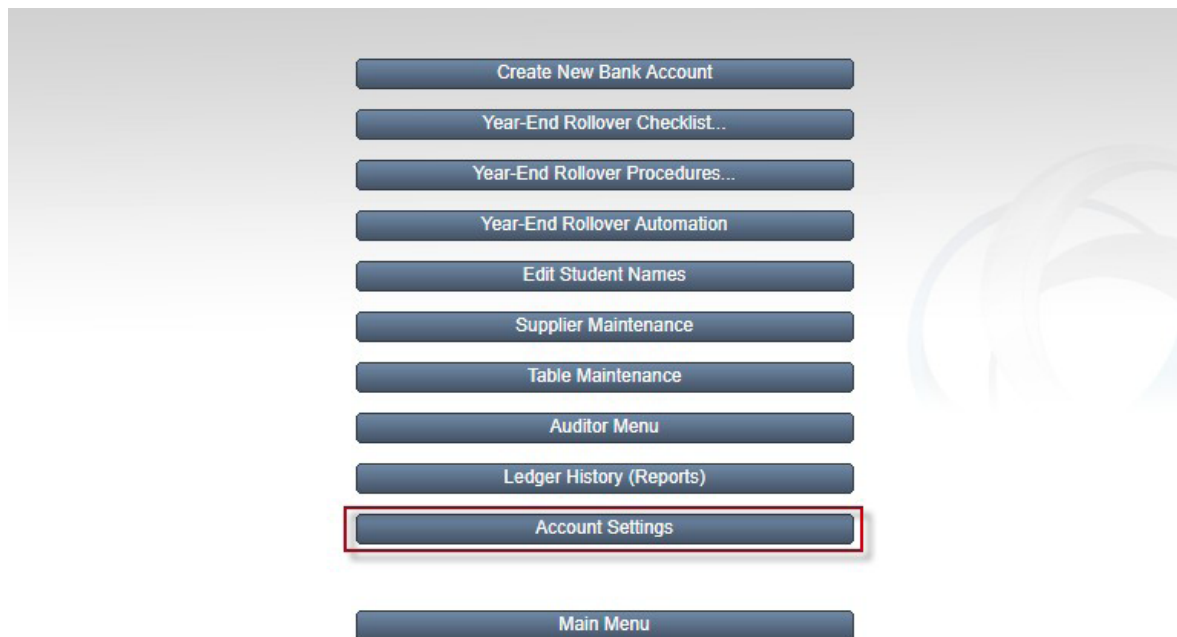 Create New Bank Account
Year-End Rollover Checklist...
Year-End Rollover Procedures...
Year-End Rollover Automation
Edit Student Names
Supplier Maintenance
Table Maintenance
Auditor Menu
Ledger History (Reports)
Account Settings
Main Menu